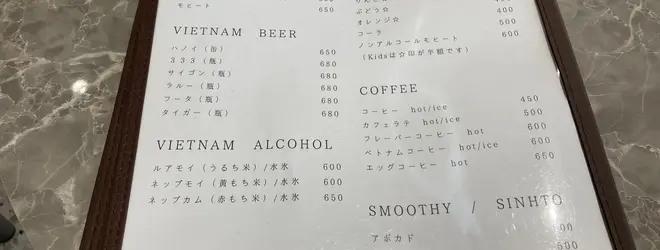 モヒート 650
VIETNAM BEER
ハノイ（缶） 650
333（瓶） 680
サイゴン（瓶） 680
ラルー（瓶） 680
フータ（瓶） 680
タイガー（瓶） 680
VIETNAM ALCOHOL
ルアモイ（うるち米）/水氷 600
ネップモイ（黄もち米）/水氷 600
ネップカム（赤もち米）/水氷 650
ぶどう☆ 400
オレンジ☆ 500
コーラ 400
ノンアルコールモヒート 600
(Kidsは☆印が半額です)
COFFEE
コーヒー hot/ice 450
カフェラテ hot/ice 500
フレーバーコーヒー hot 600
ベトナムコーヒー hot/ice 600
エッグコーヒー hot 650
SMOOTHY / SINHTO
アボカド